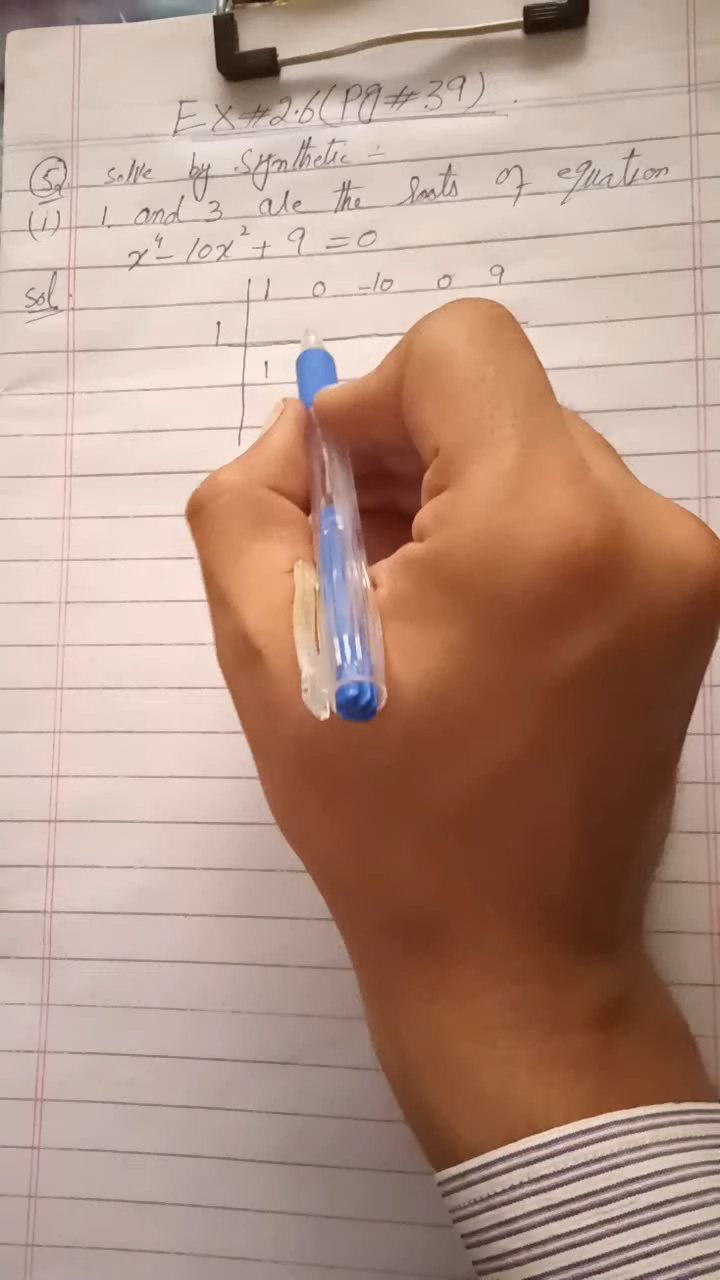 EX#2.6(Pg#39).
Q5 solve by synthetic :-
(i) 1 and 3 are the roots of equation
x⁴-10x²+9=0
sol: 1 0 -10 0 9
1
1